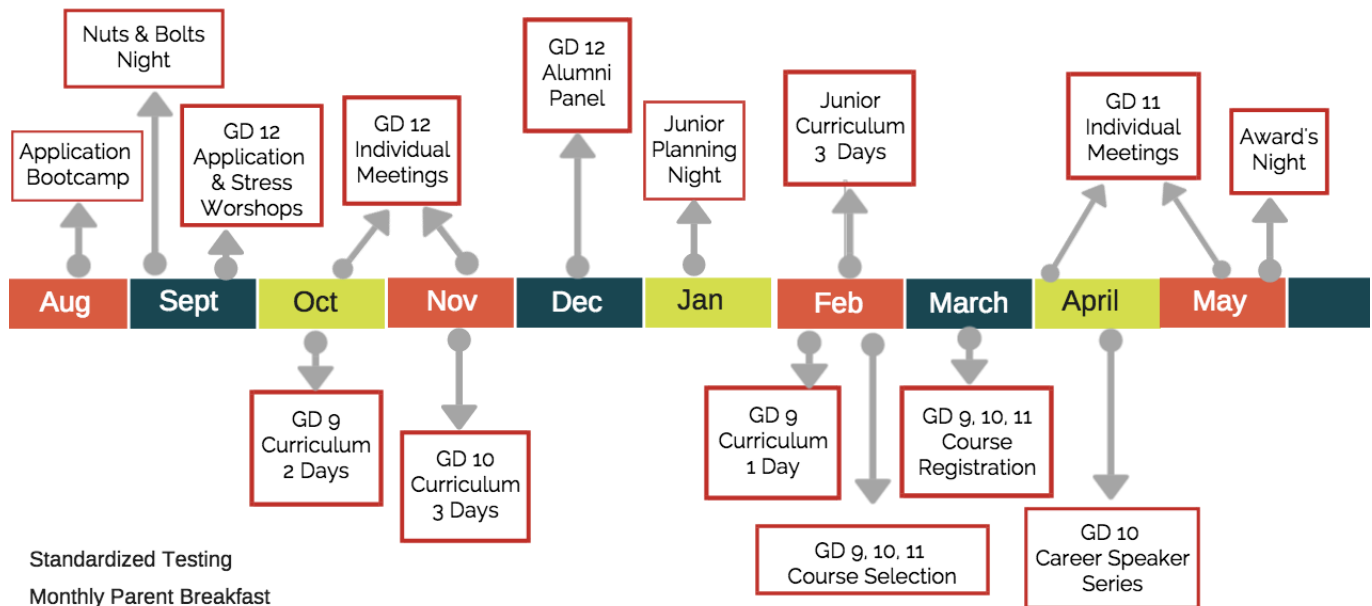 Nuts & Bolts
Night
Application
Bootcamp
GD 12
Application
& Stress
Worshops
GD 12
Individual
Meetings
GD 12
Alumni
Panel
Junior
Planning
Night
Junior
Curriculum
3 Days
GD 11
Individual
Meetings
Award's
Night
Aug
Sept
Oct
Nov
Dec
Jan
Feb
March
April
May
GD 9
Curriculum
2 Days
GD 10
Curriculum
3 Days
GD 9
Curriculum
1 Day
GD 9, 10, 11
Course Selection
GD 9, 10, 11
Course
Registration
GD 10
Career Speaker
Series
Standardized Testing
Monthly Parent Breakfast